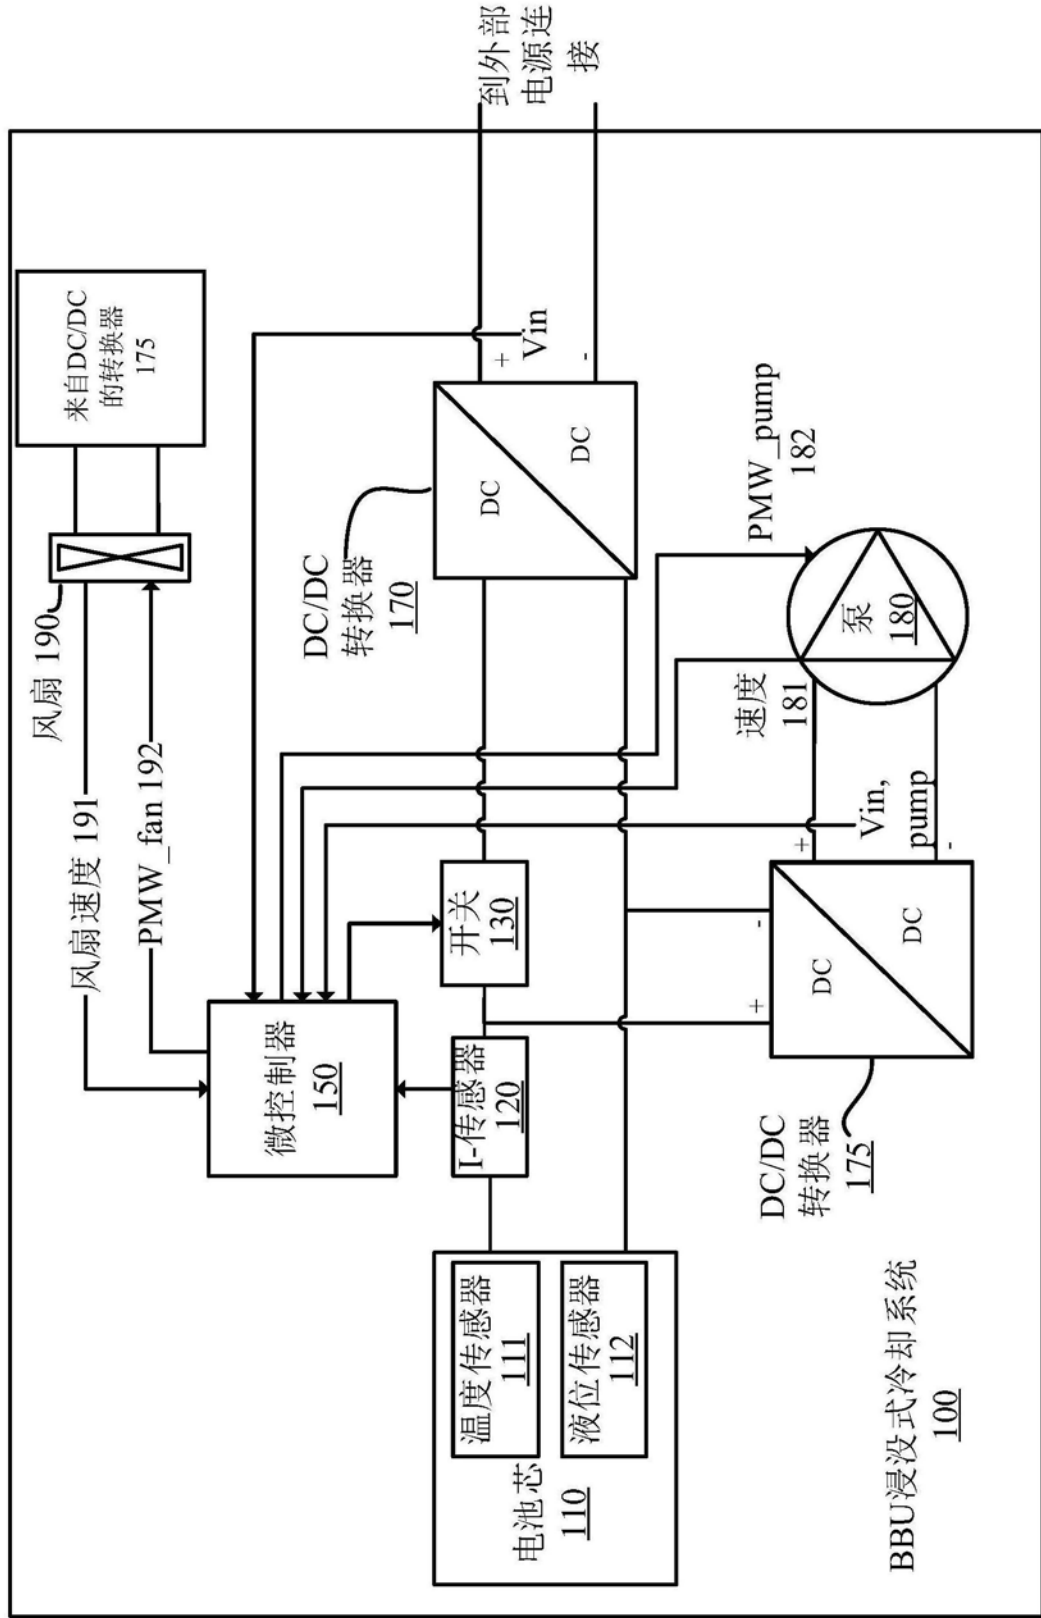 到外部
电源连
接
来自DC/DC
的转换器
175
风扇 190
风扇速度 191
PMW_fan 192
微控制器
150
DC/DC
转换器
170
DC
DC
+
Vin
-
开关
130
I-传感器
120
温度传感器
111
液位传感器
112
电池芯
110
PMW_pump
182
泵
180
速度
181
+
Vin,
pump
-
-
+
DC
DC
DC/DC
转换器
175
BBU浸没式冷却系统
100